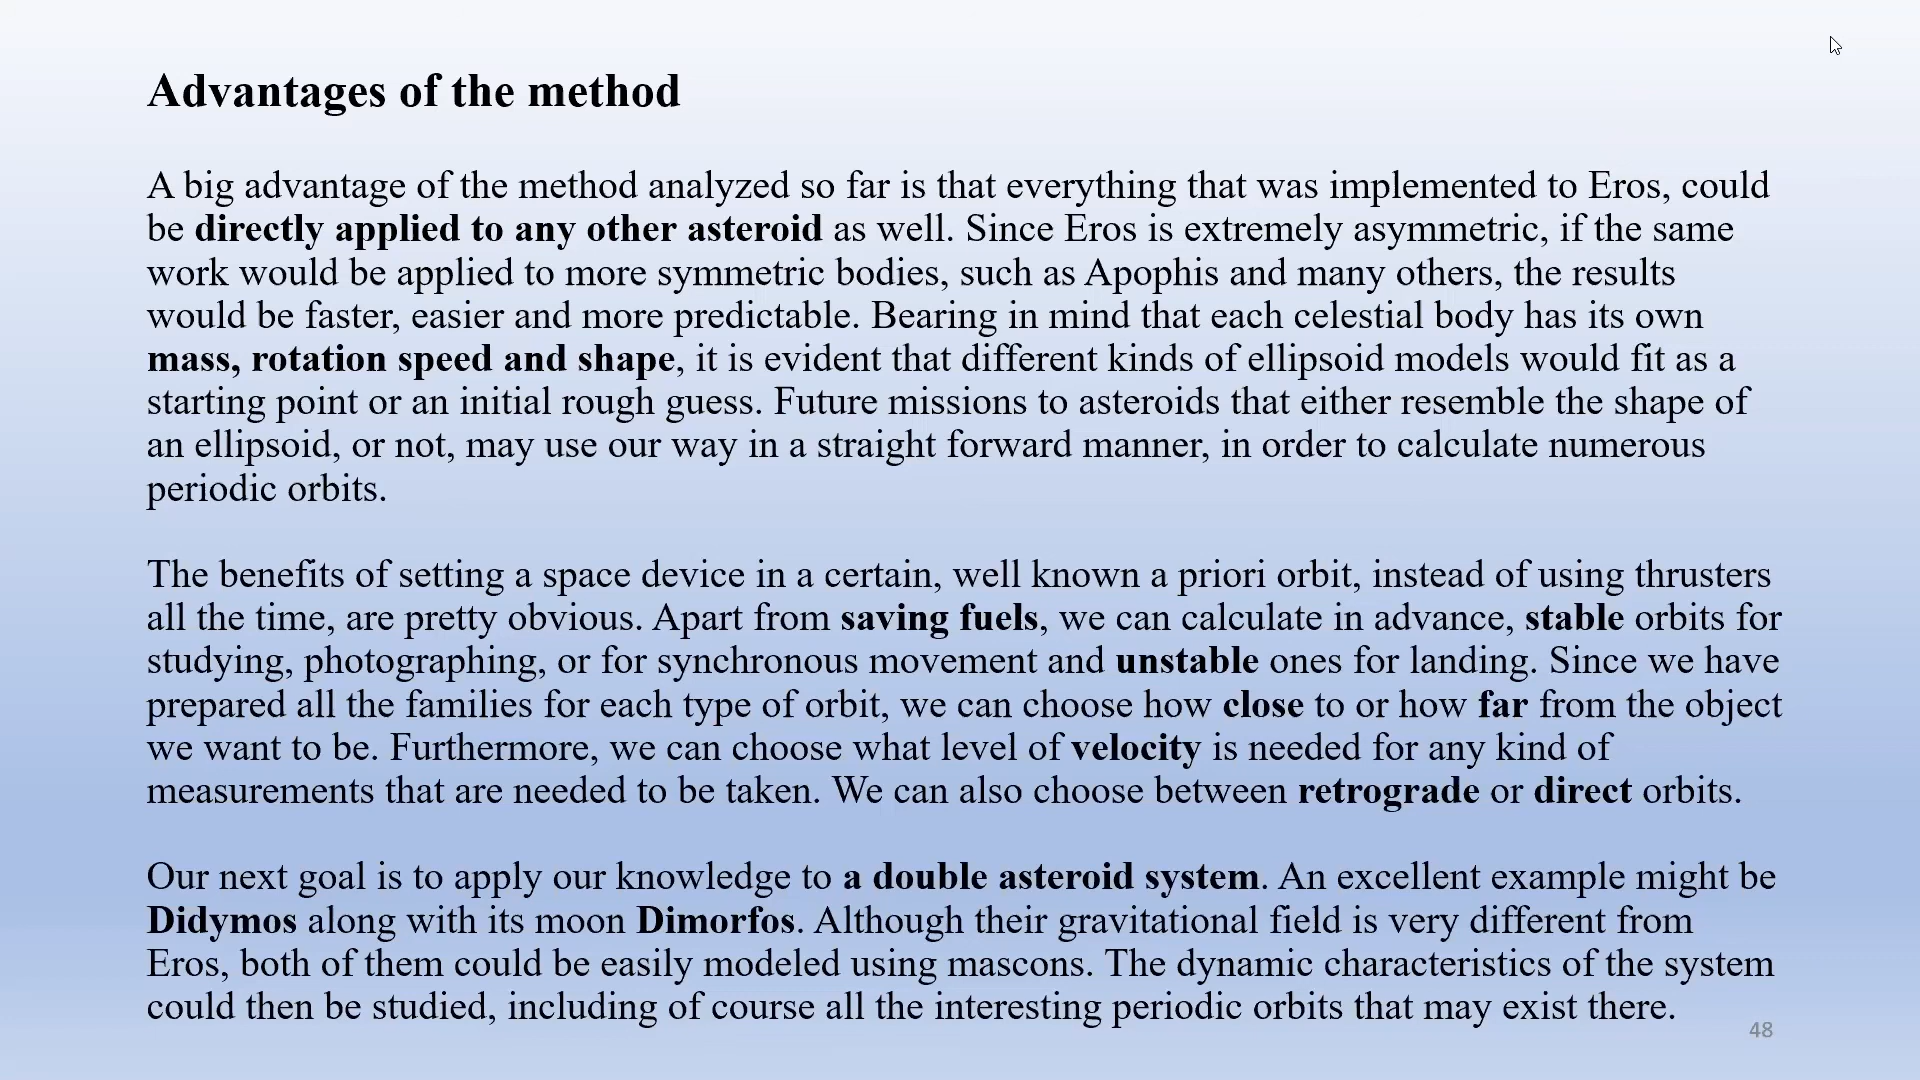 Advantages of the method
A big advantage of the method analyzed so far is that everything that was implemented to Eros, could
be directly applied to any other asteroid as well. Since Eros is extremely asymmetric, if the same
work would be applied to more symmetric bodies, such as Apophis and many others, the results
would be faster, easier and more predictable. Bearing in mind that each celestial body has its own
mass, rotation speed and shape, it is evident that different kinds of ellipsoid models would fit as a
starting point or an initial rough guess. Future missions to asteroids that either resemble the shape of
an ellipsoid, or not, may use our way in a straight forward manner, in order to calculate numerous
periodic orbits.
The benefits of setting a space device in a certain, well known a priori orbit, instead of using thrusters
all the time, are pretty obvious. Apart from saving fuels, we can calculate in advance, stable orbits for
studying, photographing, or for synchronous movement and unstable ones for landing. Since we have
prepared all the families for each type of orbit, we can choose how close to or how far from the object
we want to be. Furthermore, we can choose what level of velocity is needed for any kind of
measurements that are needed to be taken. We can also choose between retrograde or direct orbits.
Our next goal is to apply our knowledge to a double asteroid system. An excellent example might be
Didymos along with its moon Dimorfos. Although their gravitational field is very different from
Eros, both of them could be easily modeled using mascons. The dynamic characteristics of the system
could then be studied, including of course all the interesting periodic orbits that may exist there.
48